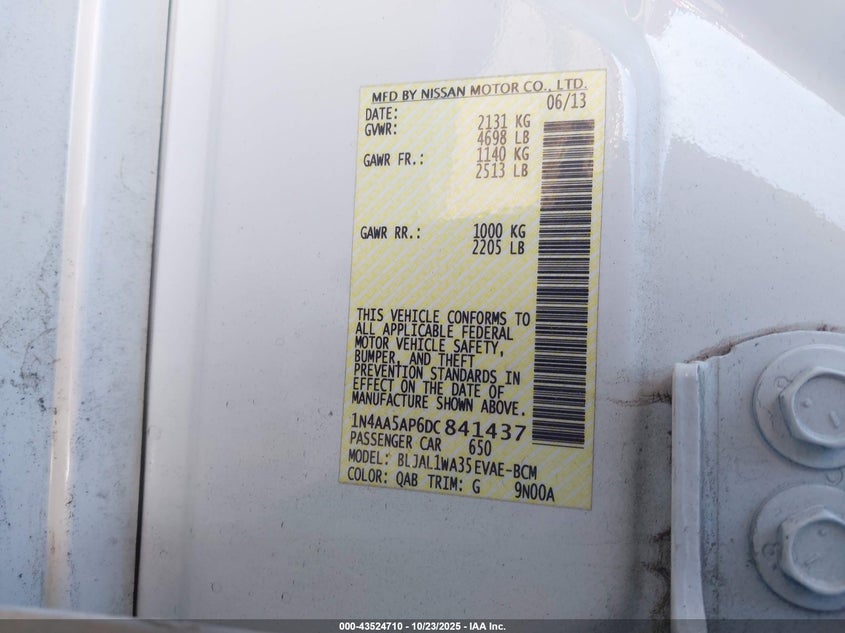 MFD BY NISSAN MOTOR CO., LTD.
DATE: 06/13
GVWR: 2131 KG
4698 LB
GAWR FR.: 1140 KG
2513 LB
GAWR RR.: 1000 KG
2205 LB
THIS VEHICLE CONFORMS TO
ALL APPLICABLE FEDERAL
MOTOR VEHICLE SAFETY,
BUMPER, AND THEFT
PREVENTION STANDARDS IN
EFFECT ON THE DATE OF
MANUFACTURE SHOWN ABOVE.
1N4AA5AP6DC841437
PASSENGER CAR 650
MODEL: BLJAL1WA35EVAE-BCM
COLOR: QAB TRIM: G 9N00A
000-43524710 - 10/23/2025 - IAA Inc.